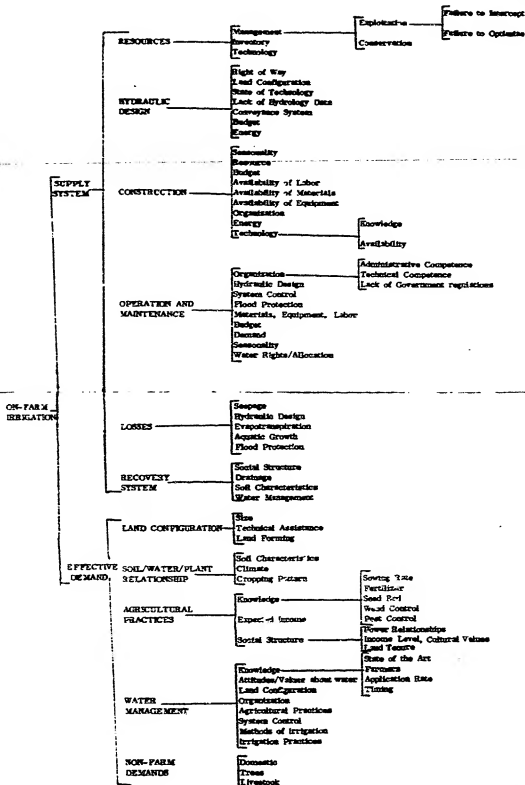 Failure to Intercept
Management
Exploitative
RESOURCES
Inventory
Failure to Optimize
Technology
Conservation
Right of Way
Land Configuration
State of Technology
HYDRAULIC
DESIGN
Lack of Hydrology Data
Conveyance System
Budget
Energy
Seasonality
Resource
Budget
SUPPLY
SYSTEM
CONSTRUCTION
Availability of Labor
Availability of Materials
Availability of Equipment
Organization
Energy
Technology
Knowledge
Availability
Organization
Administrative Competence
Technical Competence
Lack of Government regulations
Hydraulic Design
System Control
OPERATION AND
MAINTENANCE
Flood Protection
Materials, Equipment, Labor
Budget
Demand
Seasonality
Water Rights/Allocation
ON-FARM
IRRIGATION
LOSSES
Seepage
Hydraulic Design
Evapotranspiration
Aquatic Growth
Flood Protection
RECOVERY
SYSTEM
Social Structure
Drainage
Soil Characteristics
Water Management
LAND CONFIGURATION
Size
Technical Assistance
Land Forming
EFFECTIVE
DEMAND
SOIL/WATER/PLANT
RELATIONSHIP
Soil Characteristics
Climate
Cropping Pattern
AGRICULTURAL
PRACTICES
Knowledge
Sowing Rate
Fertilizer
Seed Bed
Weed Control
Pest Control
Expected Income
Social Structure
Power Relationships
Income Level, Cultural Values
Land Tenure
WATER
MANAGEMENT
Knowledge
State of the Art
Farmers
Application Rate
Timing
Attitudes/Values about water
Land Configuration
Organization
Agricultural Practices
System Control
Methods of Irrigation
Irrigation Practices
NON-FARM
DEMANDS
Domestic
Trees
Livestock